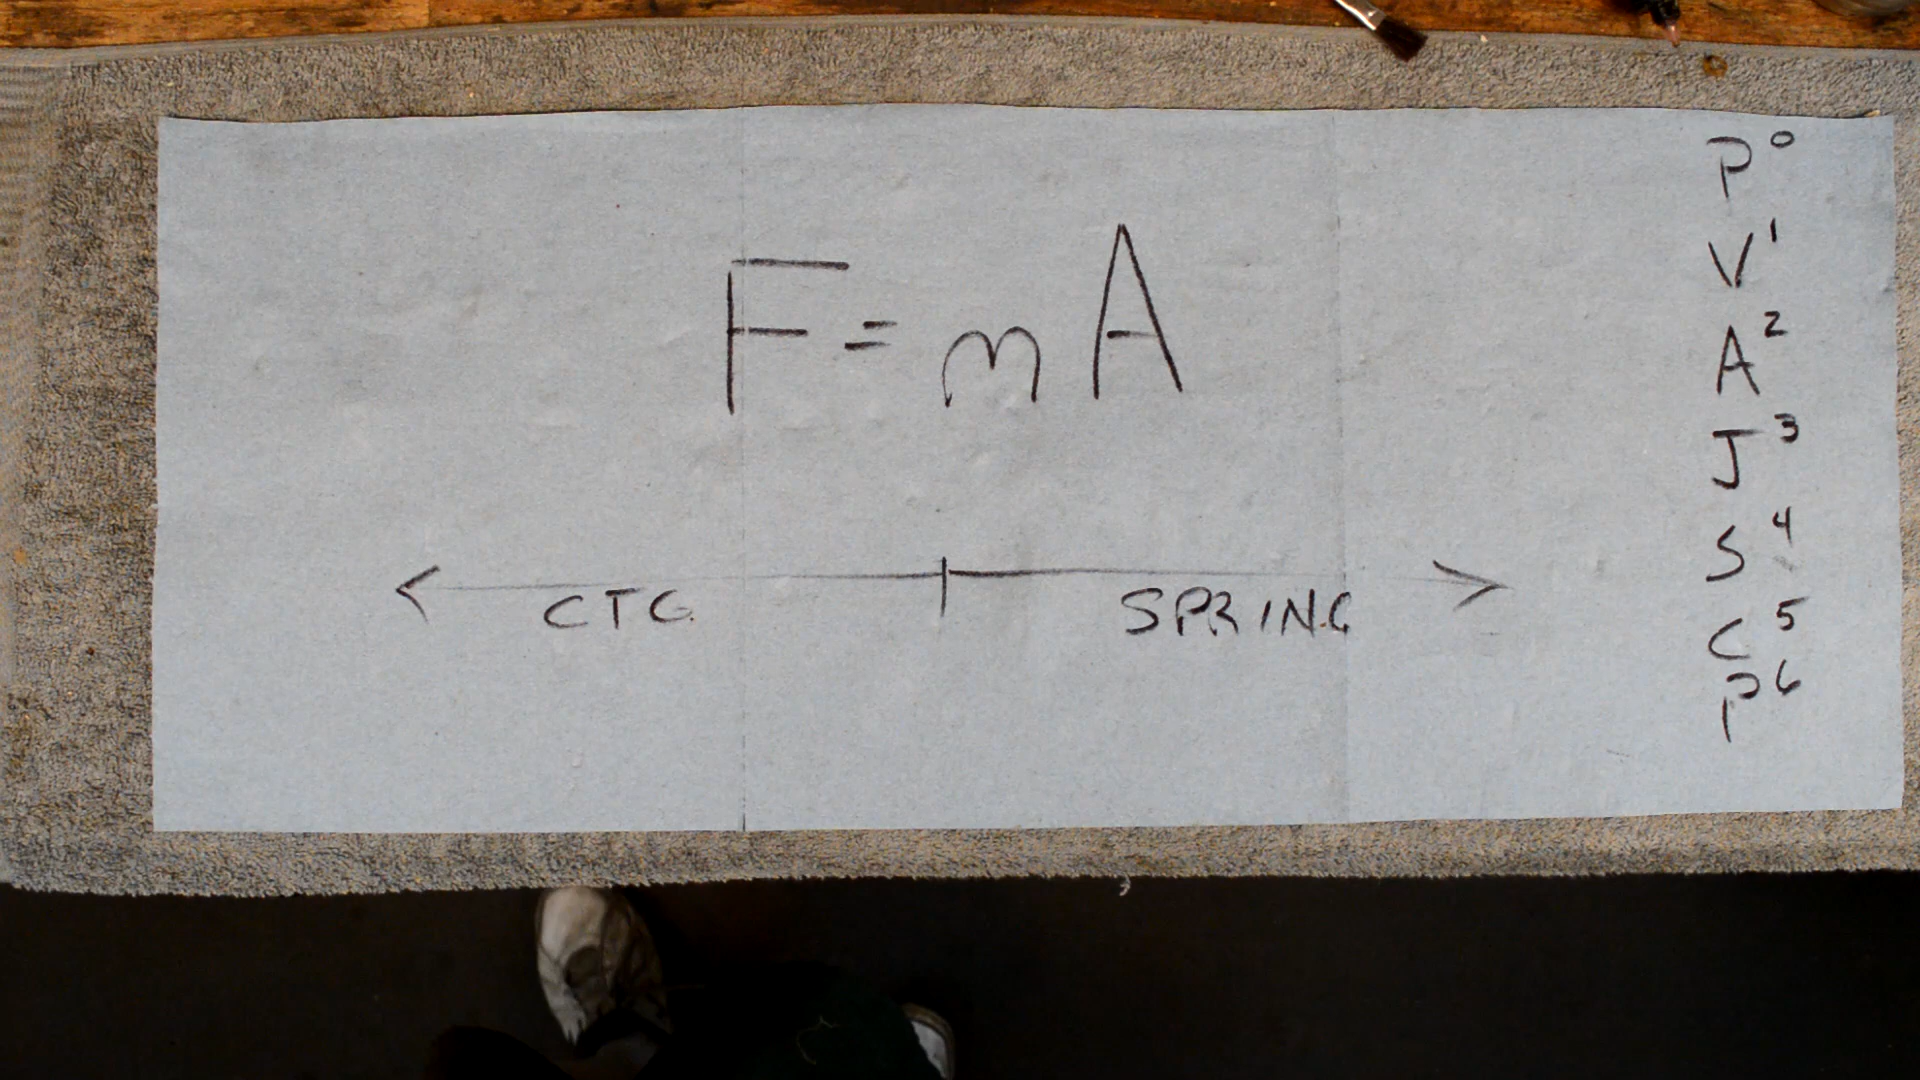 F=mA
CTG SPRING
P⁰
V¹
A²
J³
S⁴
C⁵
P⁶